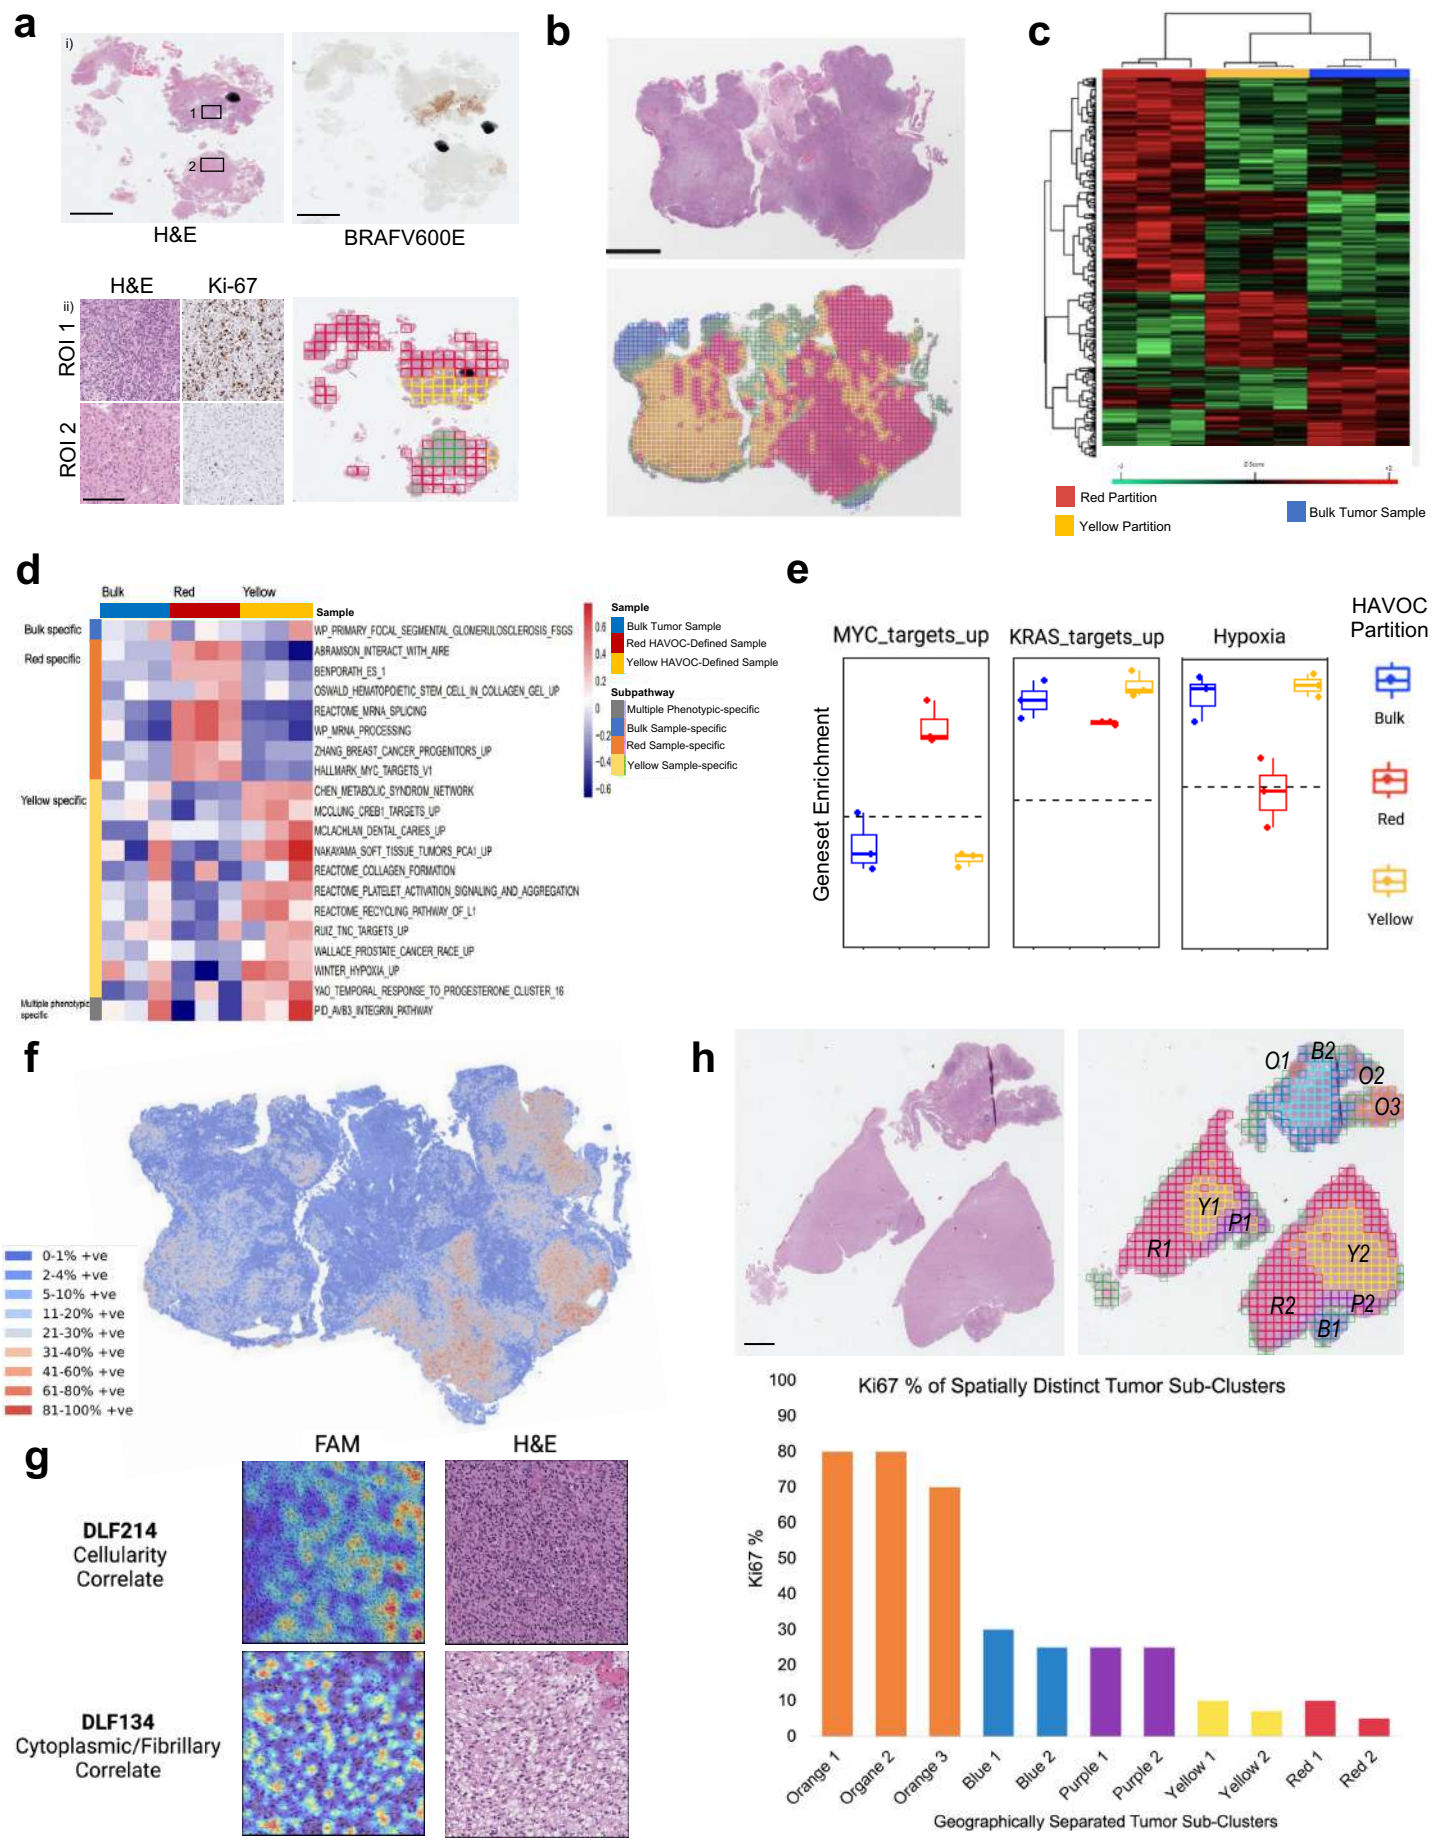 a
i)
1
2
H&E
BRAFV600E
H&E
Ki-67
ii)
ROI 1
ROI 2
b
c
-2
Z-Score
+2
Red Partition
Yellow Partition
Bulk Tumor Sample
d
Bulk
Red
Yellow
Sample
Bulk specific
Red specific
Yellow specific
Multiple phenotypic
specific
WP_PRIMARY_FOCAL_SEGMENTAL_GLOMERULOSCLEROSIS_FSGS
ABRAMSON_INTERACT_WITH_AIRE
BENPORATH_ES_1
OSWALD_HEMATOPOIETIC_STEM_CELL_IN_COLLAGEN_GEL_UP
REACTOME_MRNA_SPLICING
WP_MRNA_PROCESSING
ZHANG_BREAST_CANCER_PROGENITORS_UP
HALLMARK_MYC_TARGETS_V1
CHEN_METABOLIC_SYNDROM_NETWORK
MCCLUNG_CREB1_TARGETS_UP
MCLACHLAN_DENTAL_CARIES_UP
NAKAYAMA_SOFT_TISSUE_TUMORS_PCA1_UP
REACTOME_COLLAGEN_FORMATION
REACTOME_PLATELET_ACTIVATION_SIGNALING_AND_AGGREGATION
REACTOME_RECYCLING_PATHWAY_OF_L1
RUIZ_TNC_TARGETS_UP
WALLACE_PROSTATE_CANCER_RACE_UP
WINTER_HYPOXIA_UP
YAO_TEMPORAL_RESPONSE_TO_PROGESTERONE_CLUSTER_16
PID_AVB3_INTEGRIN_PATHWAY
0.6
0.4
0.2
0
-0.2
-0.4
-0.6
Sample
Bulk Tumor Sample
Red HAVOC-Defined Sample
Yellow HAVOC-Defined Sample
Subpathway
Multiple Phenotypic-specific
Bulk Sample-specific
Red Sample-specific
Yellow Sample-specific
e
Geneset Enrichment
MYC_targets_up
KRAS_targets_up
Hypoxia
HAVOC
Partition
Bulk
Red
Yellow
f
0-1% +ve
2-4% +ve
5-10% +ve
11-20% +ve
21-30% +ve
31-40% +ve
41-60% +ve
61-80% +ve
81-100% +ve
g
FAM
H&E
DLF214
Cellularity
Correlate
DLF134
Cytoplasmic/Fibrillary
Correlate
h
O1
B2
O2
O3
Y1
P1
R1
Y2
R2
P2
B1
Ki67 % of Spatially Distinct Tumor Sub-Clusters
Ki67 %
100
90
80
70
60
50
40
30
20
10
0
Orange 1
Organe 2
Orange 3
Blue 1
Blue 2
Purple 1
Purple 2
Yellow 1
Yellow 2
Red 1
Red 2
Geographically Separated Tumor Sub-Clusters